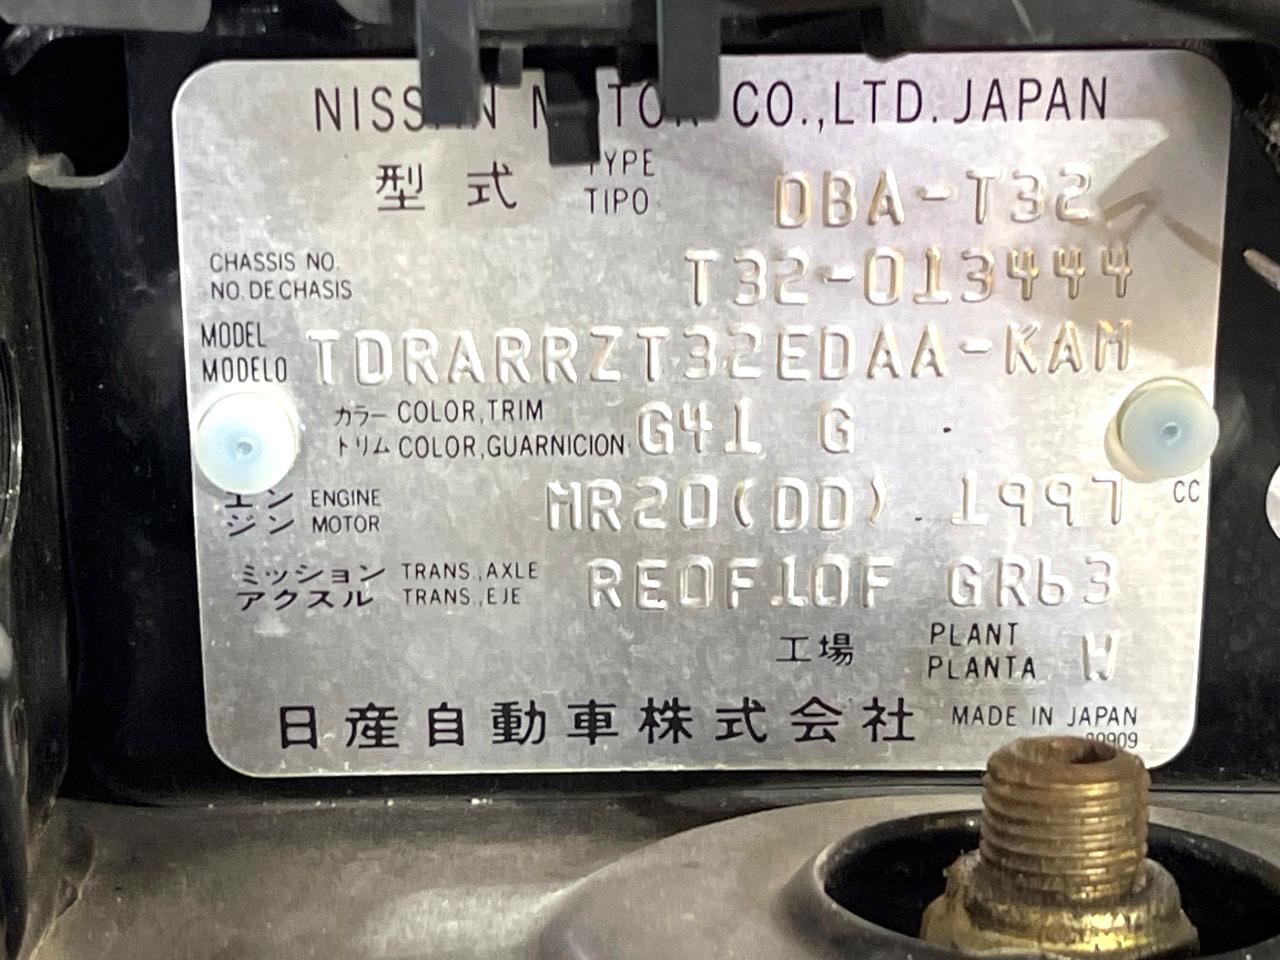 NISSAN MOTOR CO.,LTD. JAPAN
型 式 TYPE TIPO DBA-T32
CHASSIS NO.
NO. DE CHASIS T32-013444
MODEL
MODELO TDRARRZT32EDAA-KAM
カラー COLOR,TRIM
トリム COLOR,GUARNICION G41 G
エン ENGINE
ジン MOTOR MR20(DD) 1997 CC
ミッション TRANS.,AXLE
アクスル TRANS.,EJE RE0F10F GR63
工場 PLANT
PLANTA W
日産自動車株式会社 MADE IN JAPAN